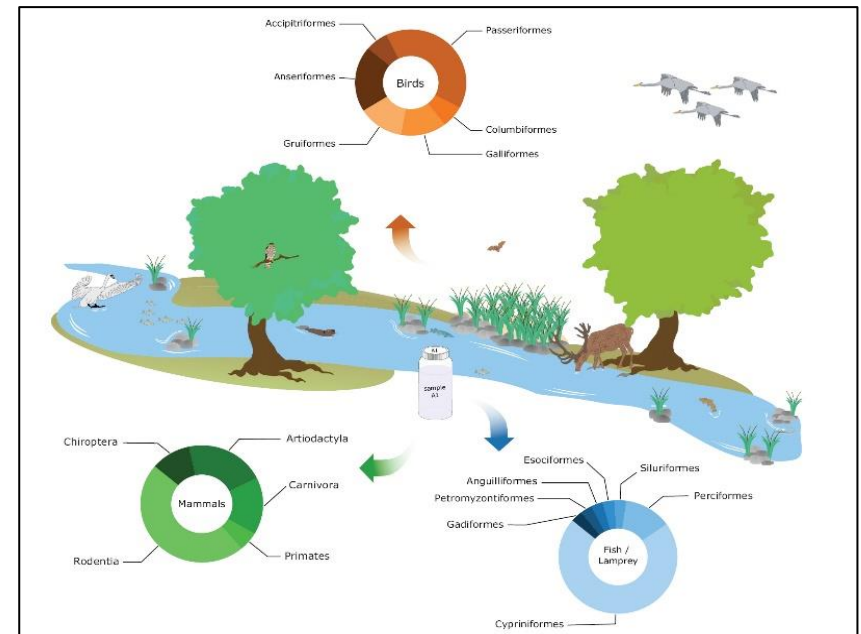 Accipitriformes
Passeriformes
Anseriformes
Birds
Columbiformes
Gruiformes
Galliformes
sample
Chiroptera
Artiodactyla
Carnivora
Mammals
Rodentia
Primates
Esociformes
Siluriformes
Anguilliformes
Perciformes
Petromyzontiformes
Gadiformes
Fish /
Lamprey
Cypriniformes